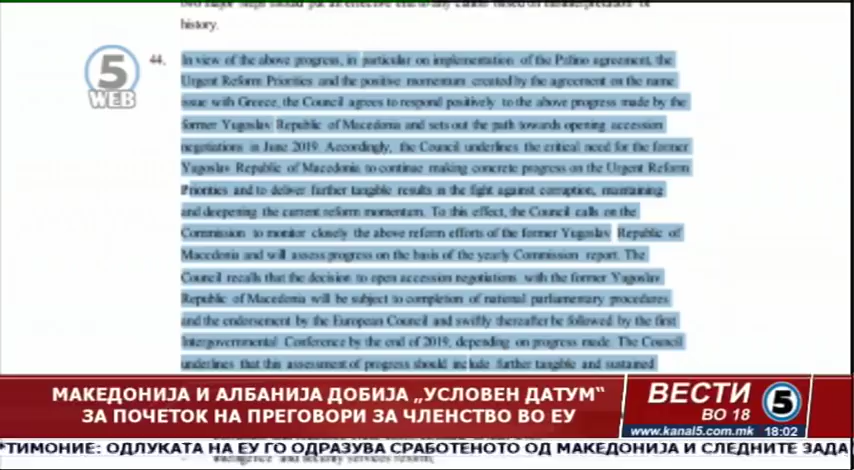 history.
5
WEB
44. In view of the above progress, in particular on implementation of the Pržino agreement, the
Urgent Reform Priorities and the positive momentum created by the agreement on the name
issue with Greece, the Council agrees to respond positively to the above progress made by the
former Yugoslav Republic of Macedonia and sets out the path towards opening accession
negotiations in June 2019. Accordingly, the Council underlines the critical need for the former
Yugoslav Republic of Macedonia to continue making concrete progress on the Urgent Reform
Priorities and to deliver further tangible results in the fight against corruption, maintaining
and deepening the current reform momentum. To this effect, the Council calls on the
Commission to monitor closely the above reform efforts of the former Yugoslav Republic of
Macedonia and will assess progress on the basis of the yearly Commission report. The
Council recalls that the decision to open accession negotiations with the former Yugoslav
Republic of Macedonia will be subject to completion of national parliamentary procedures
and the endorsement by the European Council and swiftly thereafter be followed by the first
Intergovernmental Conference by the end of 2019, depending on progress made. The Council
underlines that this assessment of progress should include further tangible and sustained
МАКЕДОНИЈА И АЛБАНИЈА ДОБИЈА „УСЛОВЕН ДАТУМ“
ЗА ПОЧЕТОК НА ПРЕГОВОРИ ЗА ЧЛЕНСТВО ВО ЕУ
ВЕСТИ
ВО 18
5
www.kanal5.com.mk 18:02
*ТИМОНИЕ: ОДЛУКАТА НА ЕУ ГО ОДРАЗУВА СРАБОТЕНОТО ОД МАКЕДОНИЈА И СЛЕДНИТЕ ЗАДА
intelligence and security services reform;